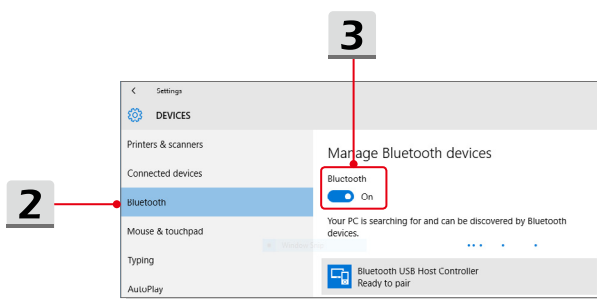 3
Settings
DEVICES
Printers & scanners
Connected devices
Bluetooth
Mouse & touchpad
Typing
AutoPlay
2
Manage Bluetooth devices
Bluetooth
On
Your PC is searching for and can be discovered by Bluetooth
devices.
Bluetooth USB Host Controller
Ready to pair